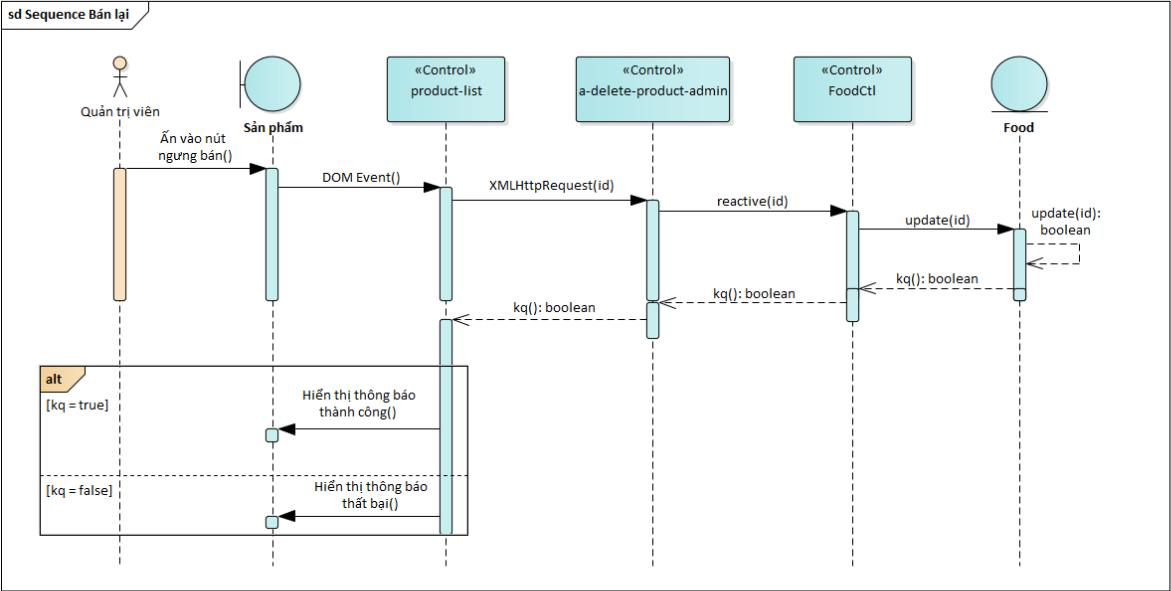 sd Sequence Bán lại
Quản trị viên
Sản phẩm
«Control»
product-list
«Control»
a-delete-product-admin
«Control»
FoodCtl
Food
Ấn vào nút
ngưng bán()
DOM Event()
XMLHttpRequest(id)
reactive(id)
update(id)
update(id):
boolean
kq(): boolean
kq(): boolean
kq(): boolean
alt
[kq = true]
Hiển thị thông báo
thành công()
[kq = false]
Hiển thị thông báo
thất bại()